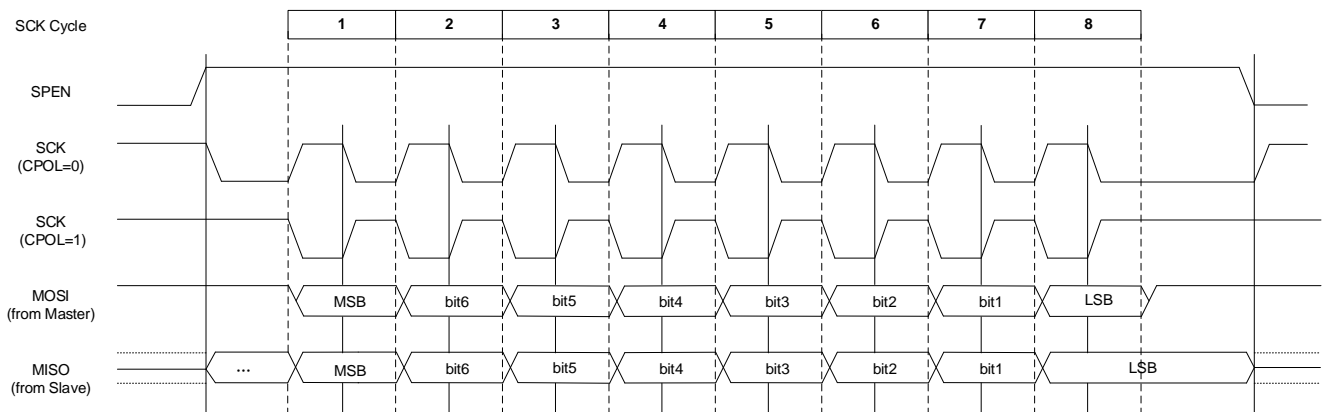 SCK Cycle 1 2 3 4 5 6 7 8
SPEN
SCK
(CPOL=0)
SCK
(CPOL=1)
MOSI
(from Master)
MSB bit6 bit5 bit4 bit3 bit2 bit1 LSB
MISO
(from Slave)
... MSB bit6 bit5 bit4 bit3 bit2 bit1 LSB